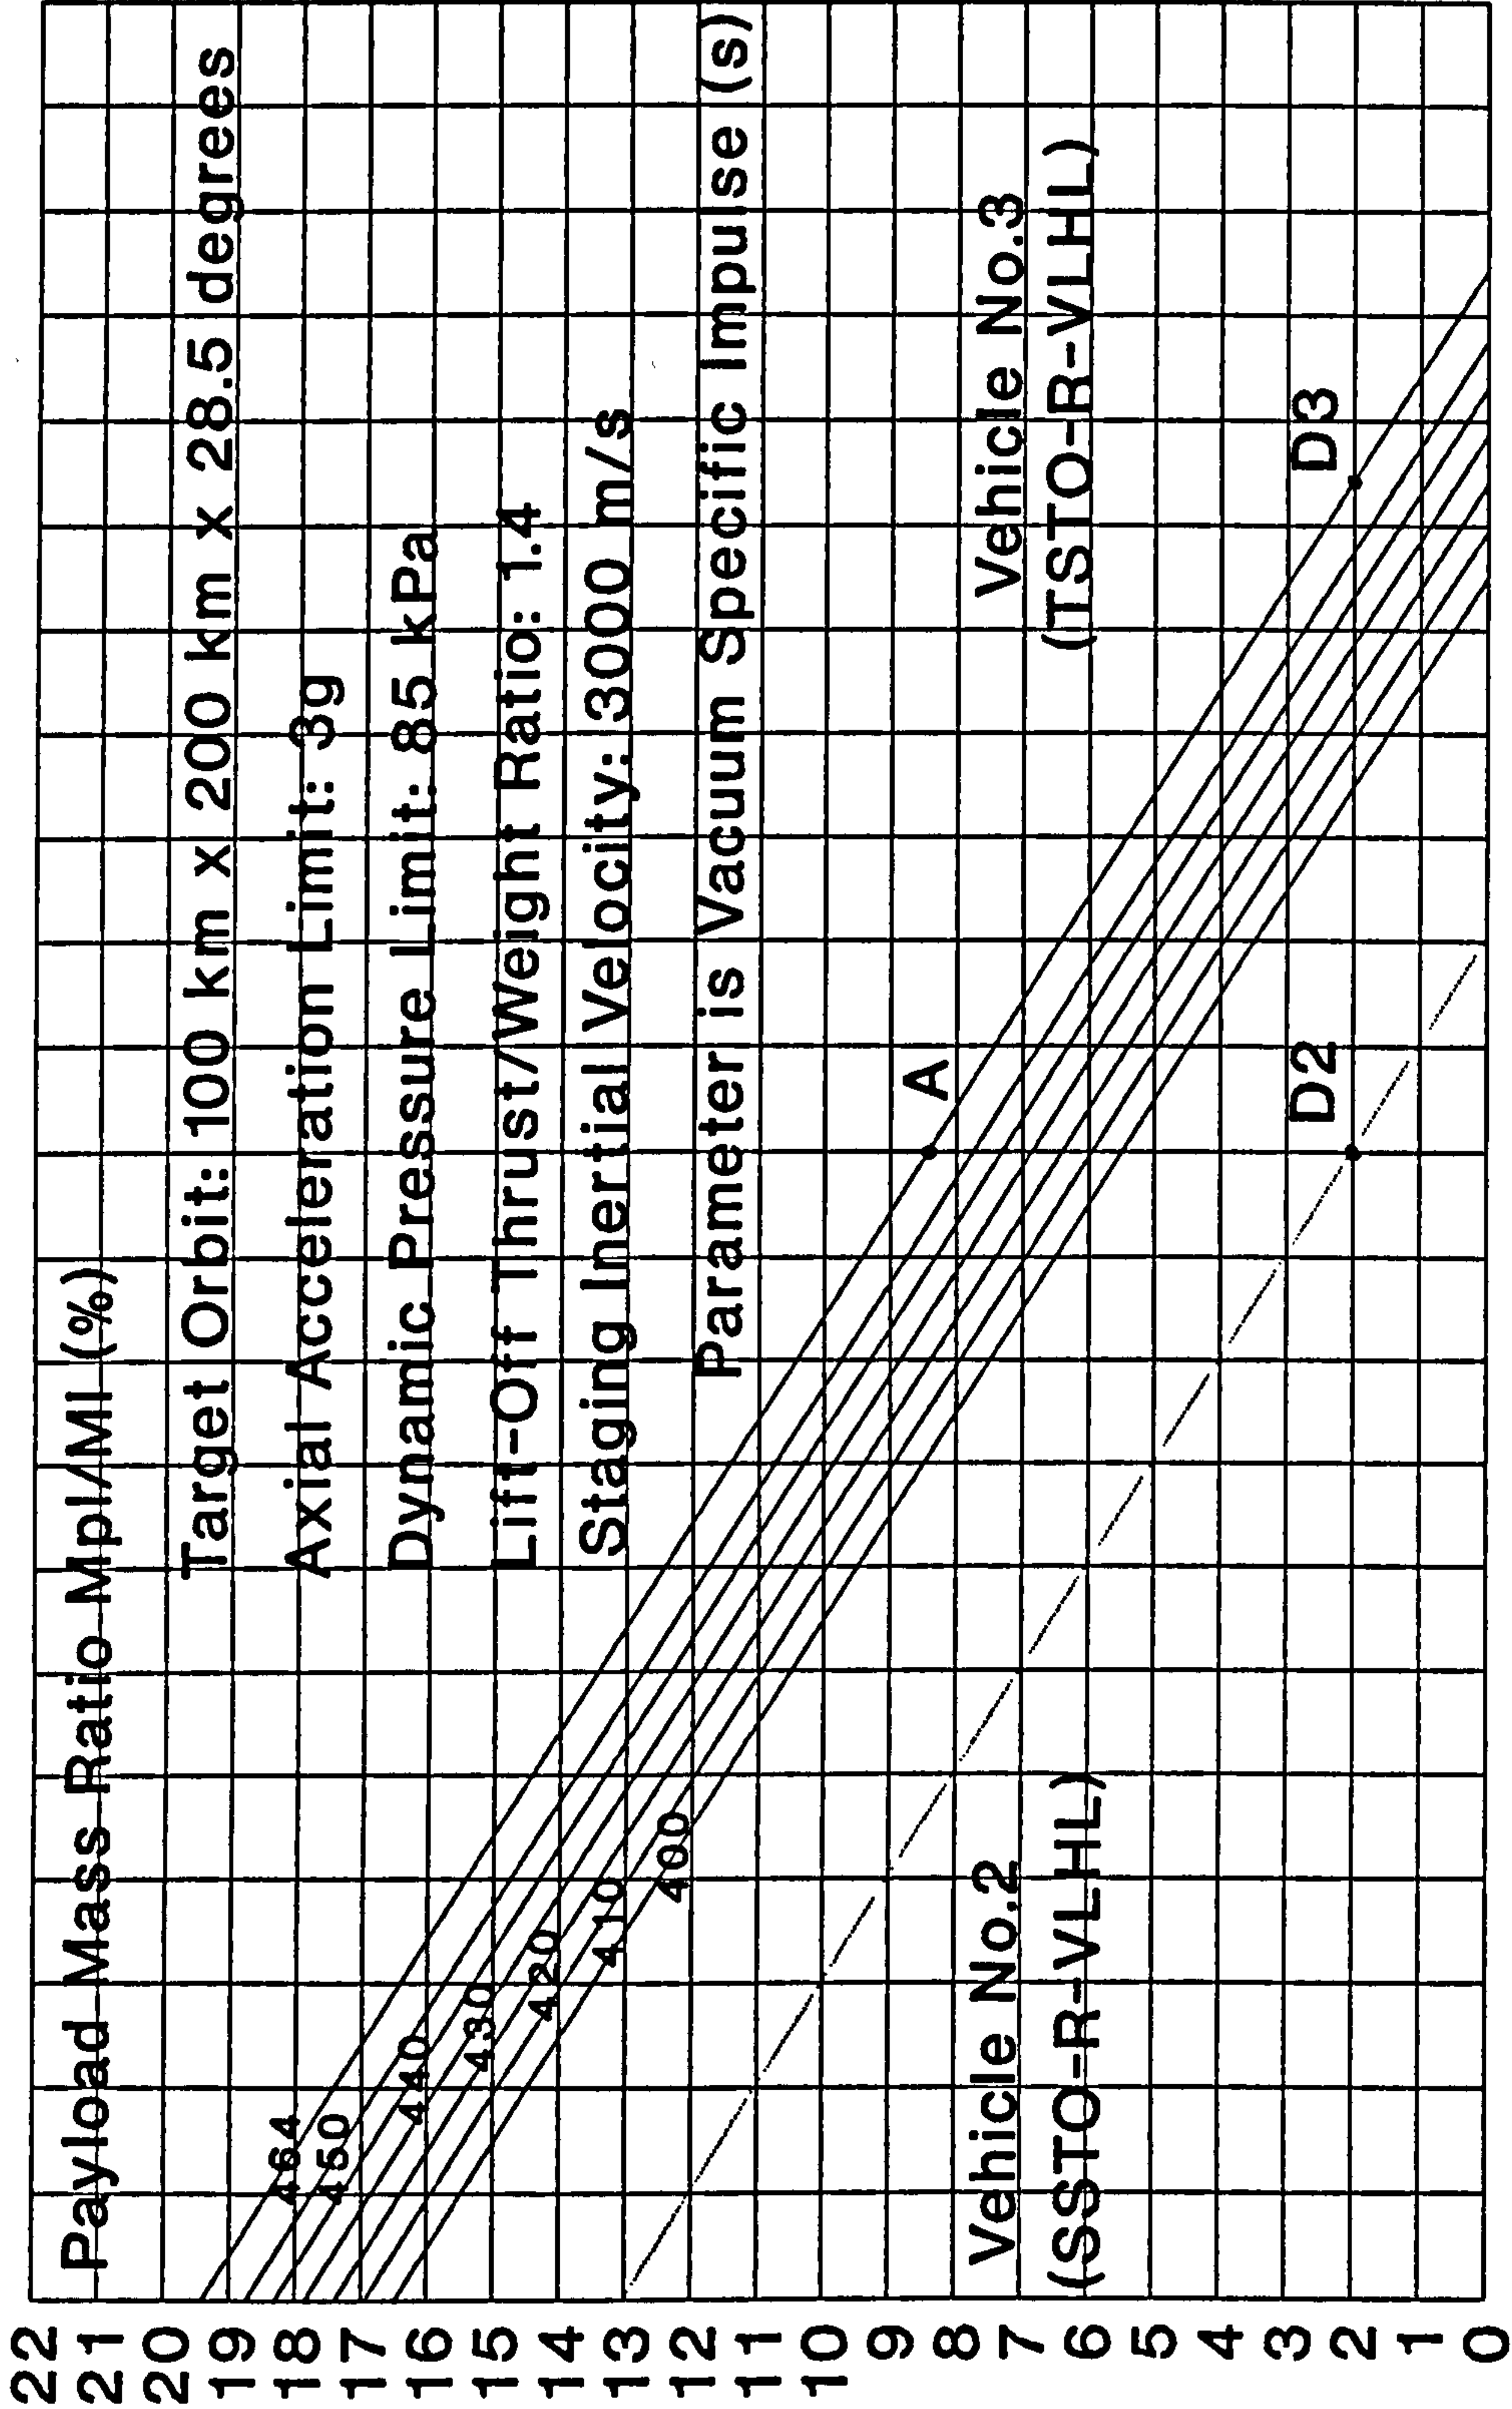 Payload Mass Ratio Mpl/Ml (%)
Target Orbit: 100 km x 200 km x 28.5 degrees
Axial Acceleration Limit: 3g
Dynamic Pressure Limit: 85 kPa
Lift-Off Thrust/Weight Ratio: 1.4
Staging Inertial Velocity: 3000 m/s
Parameter is Vacuum Specific Impulse (s)
464
450
440
430
420
410
400
A
Vehicle No.3
(TSTO-R-VLHL)
Vehicle No.2
(SSTO-R-VLHL)
D2
D3
22
21
20
19
18
17
16
15
14
13
12
11
10
9
8
7
6
5
4
3
2
1
0